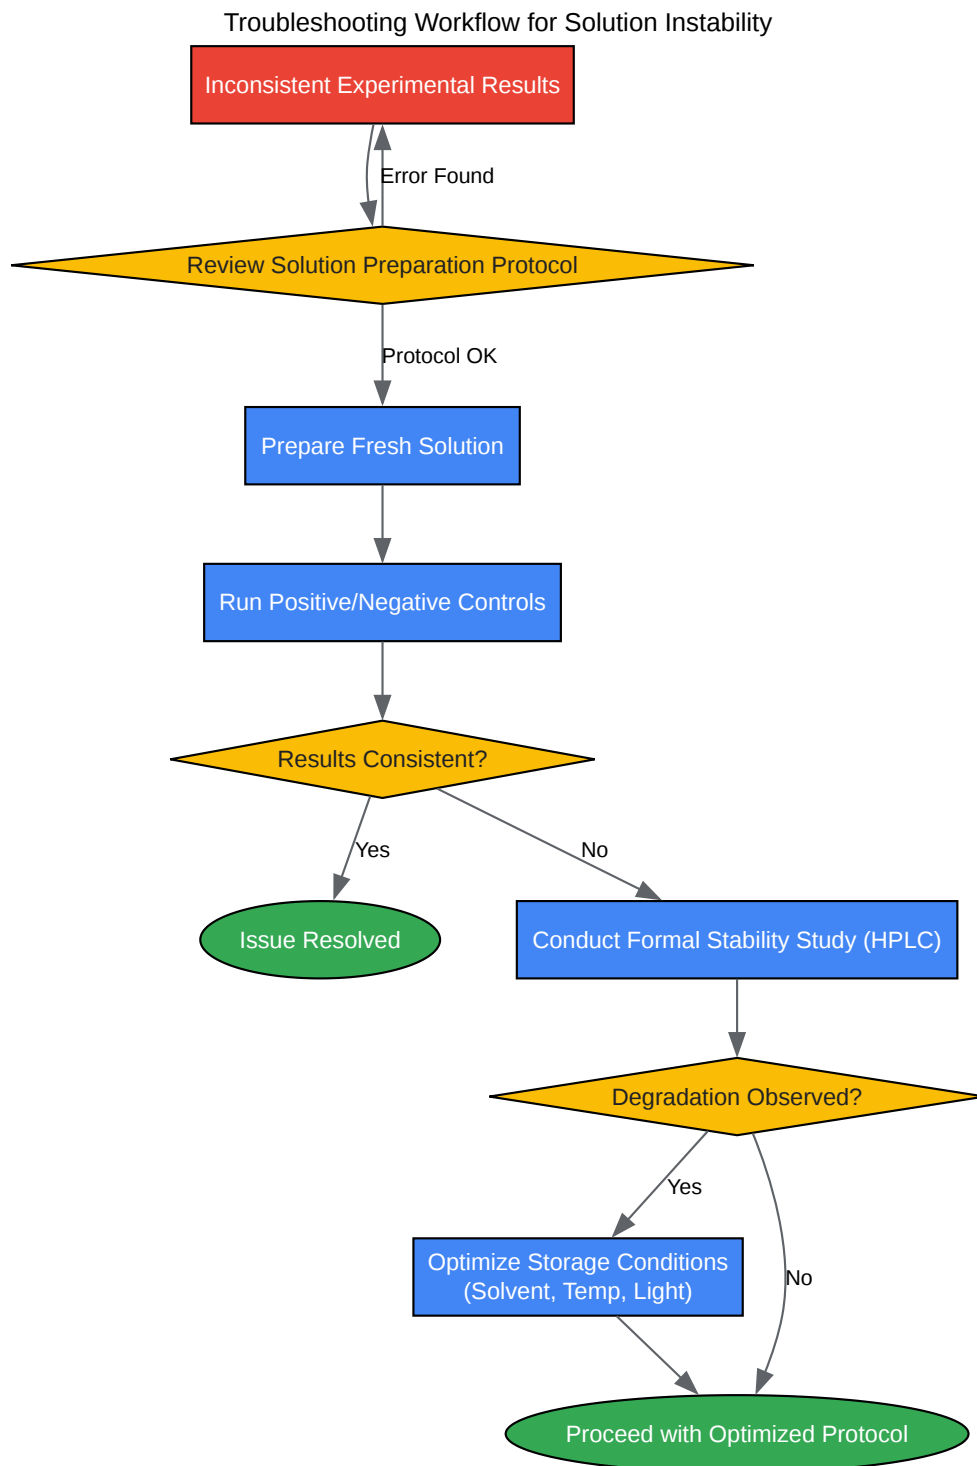 Troubleshooting Workflow for Solution Instability
Inconsistent Experimental Results
Error Found
Review Solution Preparation Protocol
Protocol OK
Prepare Fresh Solution
Run Positive/Negative Controls
Results Consistent?
Yes
No
Issue Resolved
Conduct Formal Stability Study (HPLC)
Degradation Observed?
Yes
Optimize Storage Conditions
(Solvent, Temp, Light)
No
Proceed with Optimized Protocol